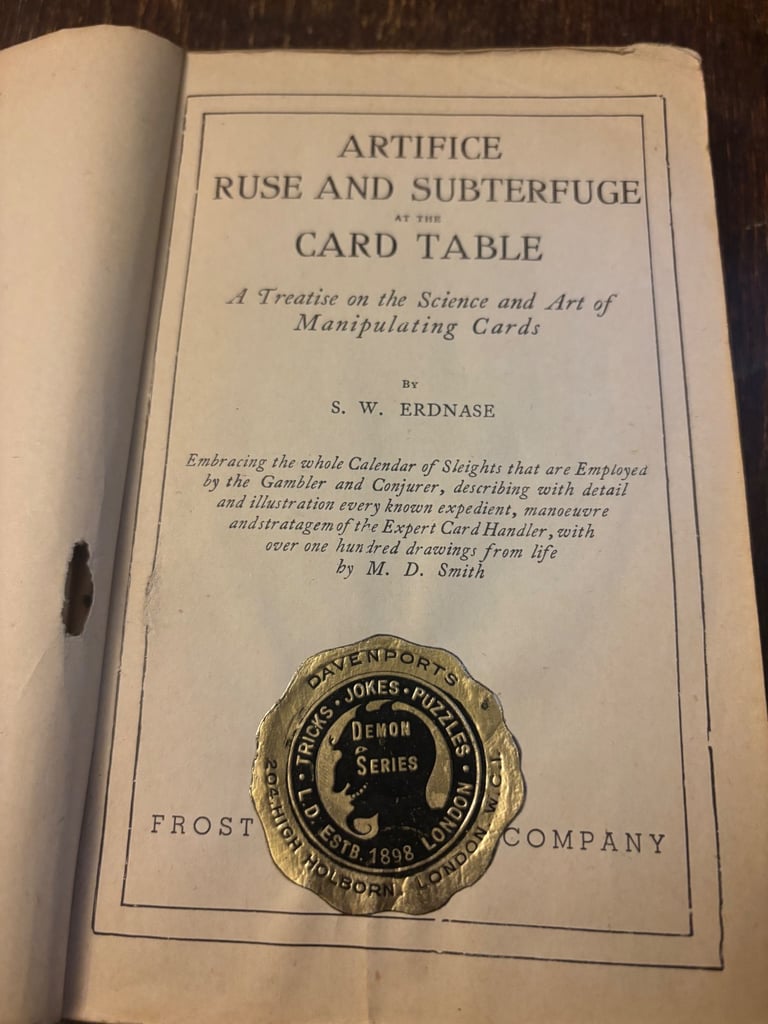 ARTIFICE
RUSE AND SUBTERFUGE
AT THE
CARD TABLE
A Treatise on the Science and Art of
Manipulating Cards
BY
S. W. ERDNASE
Embracing the whole Calendar of Sleights that are Employed
by the Gambler and Conjurer, describing with detail
and illustration every known expedient, manoeuvre
andstratagem of the Expert Card Handler, with
over one hundred drawings from life
by M. D. Smith
DAVENPORTS
TRICKS · JOKES · PUZZLES ·
DEMON
SERIES
L.D. ESTB. 1898 LONDON
204, HIGH HOLBORN, LONDON W.C.1
FROST COMPANY